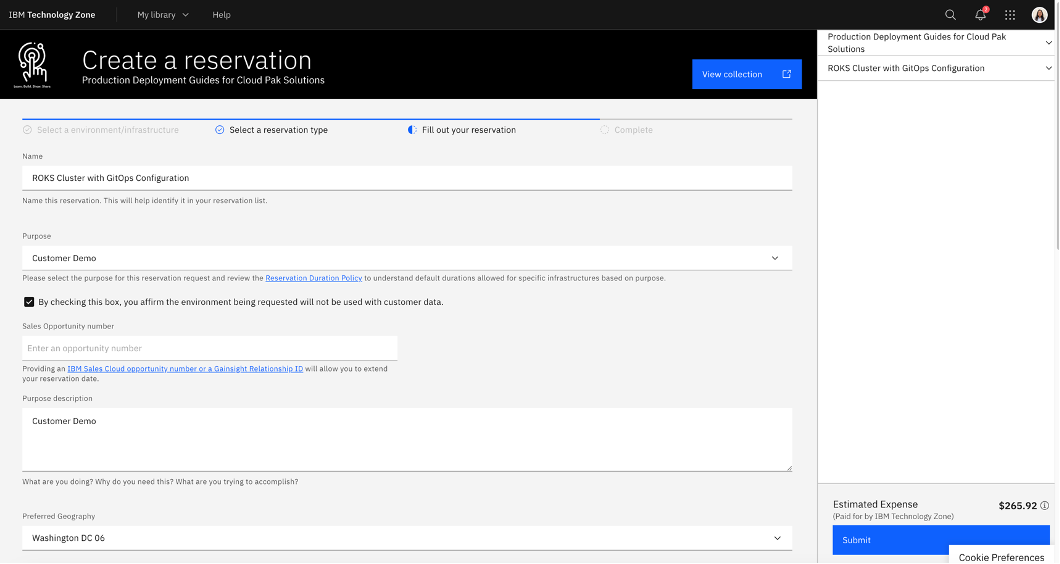 IBM Technology Zone
My library
Help
Create a reservation
Production Deployment Guides for Cloud Pak Solutions
View collection
Select a environment/infrastructure
Select a reservation type
Fill out your reservation
Complete
Name
ROKS Cluster with GitOps Configuration
Name this reservation. This will help identify it in your reservation list.
Purpose
Customer Demo
Please select the purpose for this reservation request and review the Reservation Duration Policy to understand default durations allowed for specific infrastructures based on purpose.
By checking this box, you affirm the environment being requested will not be used with customer data.
Sales Opportunity number
Enter an opportunity number
Providing an IBM Sales Cloud opportunity number or a Gainsight Relationship ID will allow you to extend
your reservation date.
Purpose description
Customer Demo
What are you doing? Why do you need this? What are you trying to accomplish?
Preferred Geography
Washington DC 06
Production Deployment Guides for Cloud Pak
Solutions
ROKS Cluster with GitOps Configuration
Estimated Expense
$265.92
(Paid for by IBM Technology Zone)
Submit
Cookie Preferences